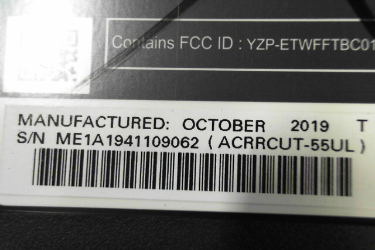 Contains FCC ID : YZP-ETWFFTBC01
MANUFACTURED: OCTOBER 2019 T
S/N ME1A1941109062 (ACRRCUT-55UL)